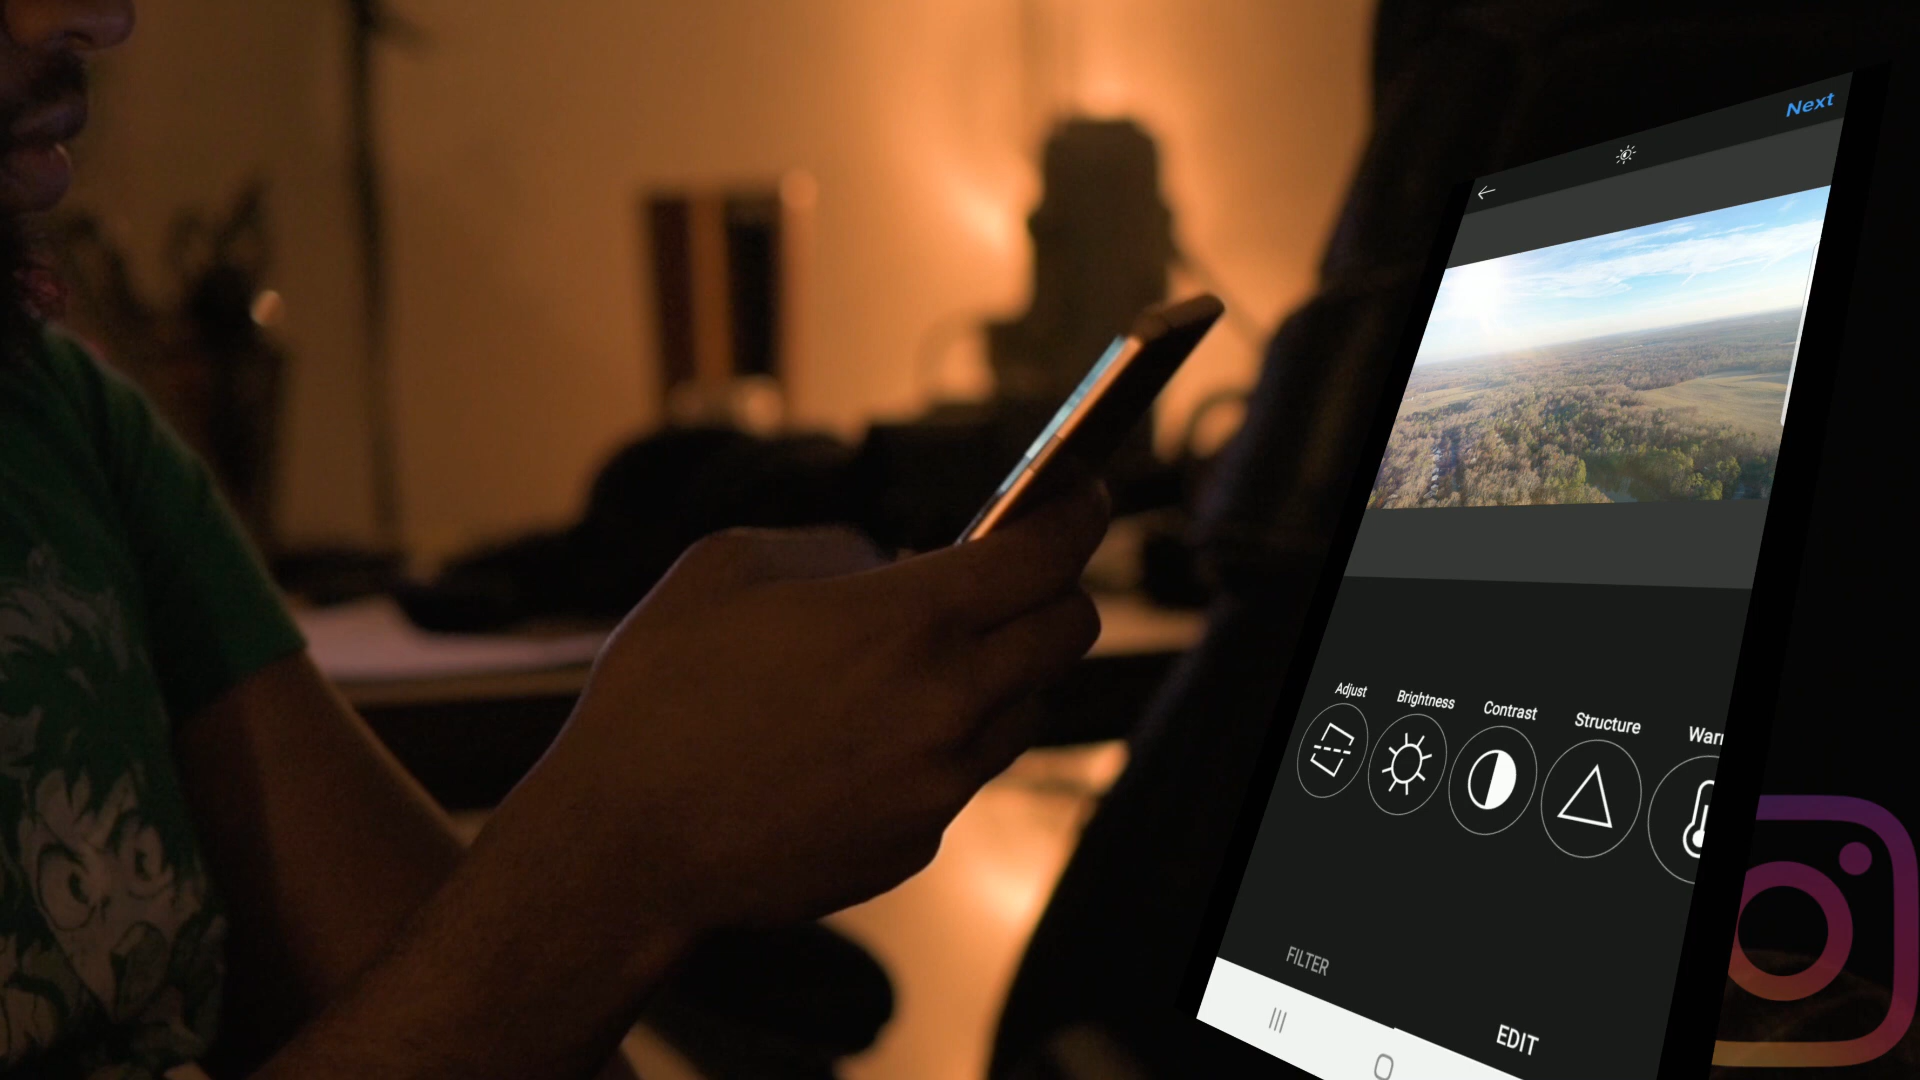 Next
Adjust
Brightness
Contrast
Structure
FILTER
EDIT